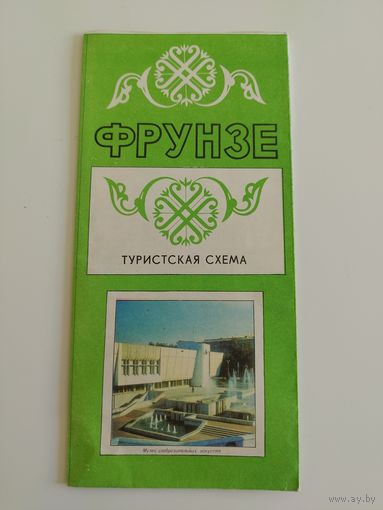 ФРУНЗЕ
ТУРИСТСКАЯ СХЕМА
Музей изобразительных искусств
www.ay.by